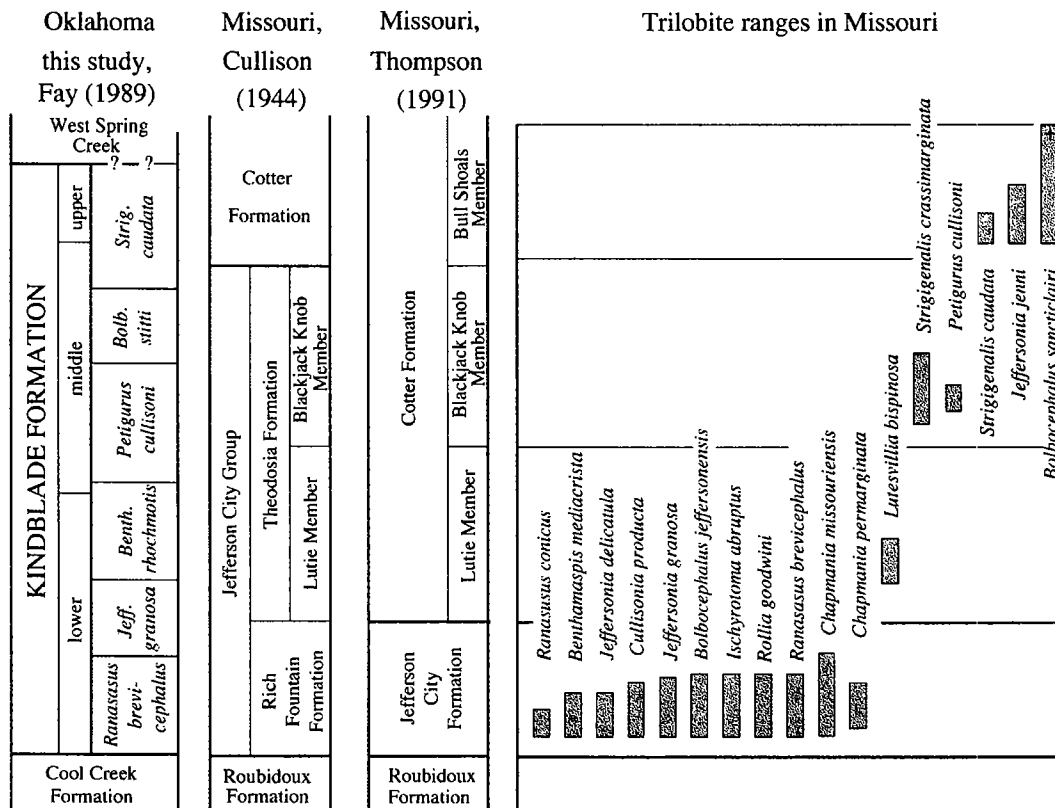 Oklahoma
this study,
Fay (1989)
West Spring
Creek
? — ?
KINDBLADE FORMATION
upper
middle
lower
Strig.
caudata
Bolb.
stitti
Petigurus
cullisoni
Benth.
rhochmotis
Jeff.
granosa
Ranasasus
brevi-
cephalus
Cool Creek
Formation
Missouri,
Cullison
(1944)
Cotter
Formation
Jefferson City Group
Theodosia Formation
Blackjack Knob
Member
Lutie Member
Rich
Fountain
Formation
Roubidoux
Formation
Missouri,
Thompson
(1991)
Cotter Formation
Bull Shoals
Member
Blackjack Knob
Member
Lutie Member
Jefferson
City
Formation
Roubidoux
Formation
Trilobite ranges in Missouri
Ranasusus conicus
Benthamaspis mediacrista
Jeffersonia delicatula
Cullisonia producta
Jeffersonia granosa
Bolbocephalus jeffersonensis
Ischyrotoma abruptus
Rollia goodwini
Ranasasus brevicephalus
Chapmania missouriensis
Chapmania permarginata
Lutesvillia bispinosa
Strigigenalis crassimarginata
Petigurus cullisoni
Strigigenalis caudata
Jeffersonia jenni
Bolbocephalus sanctclairi